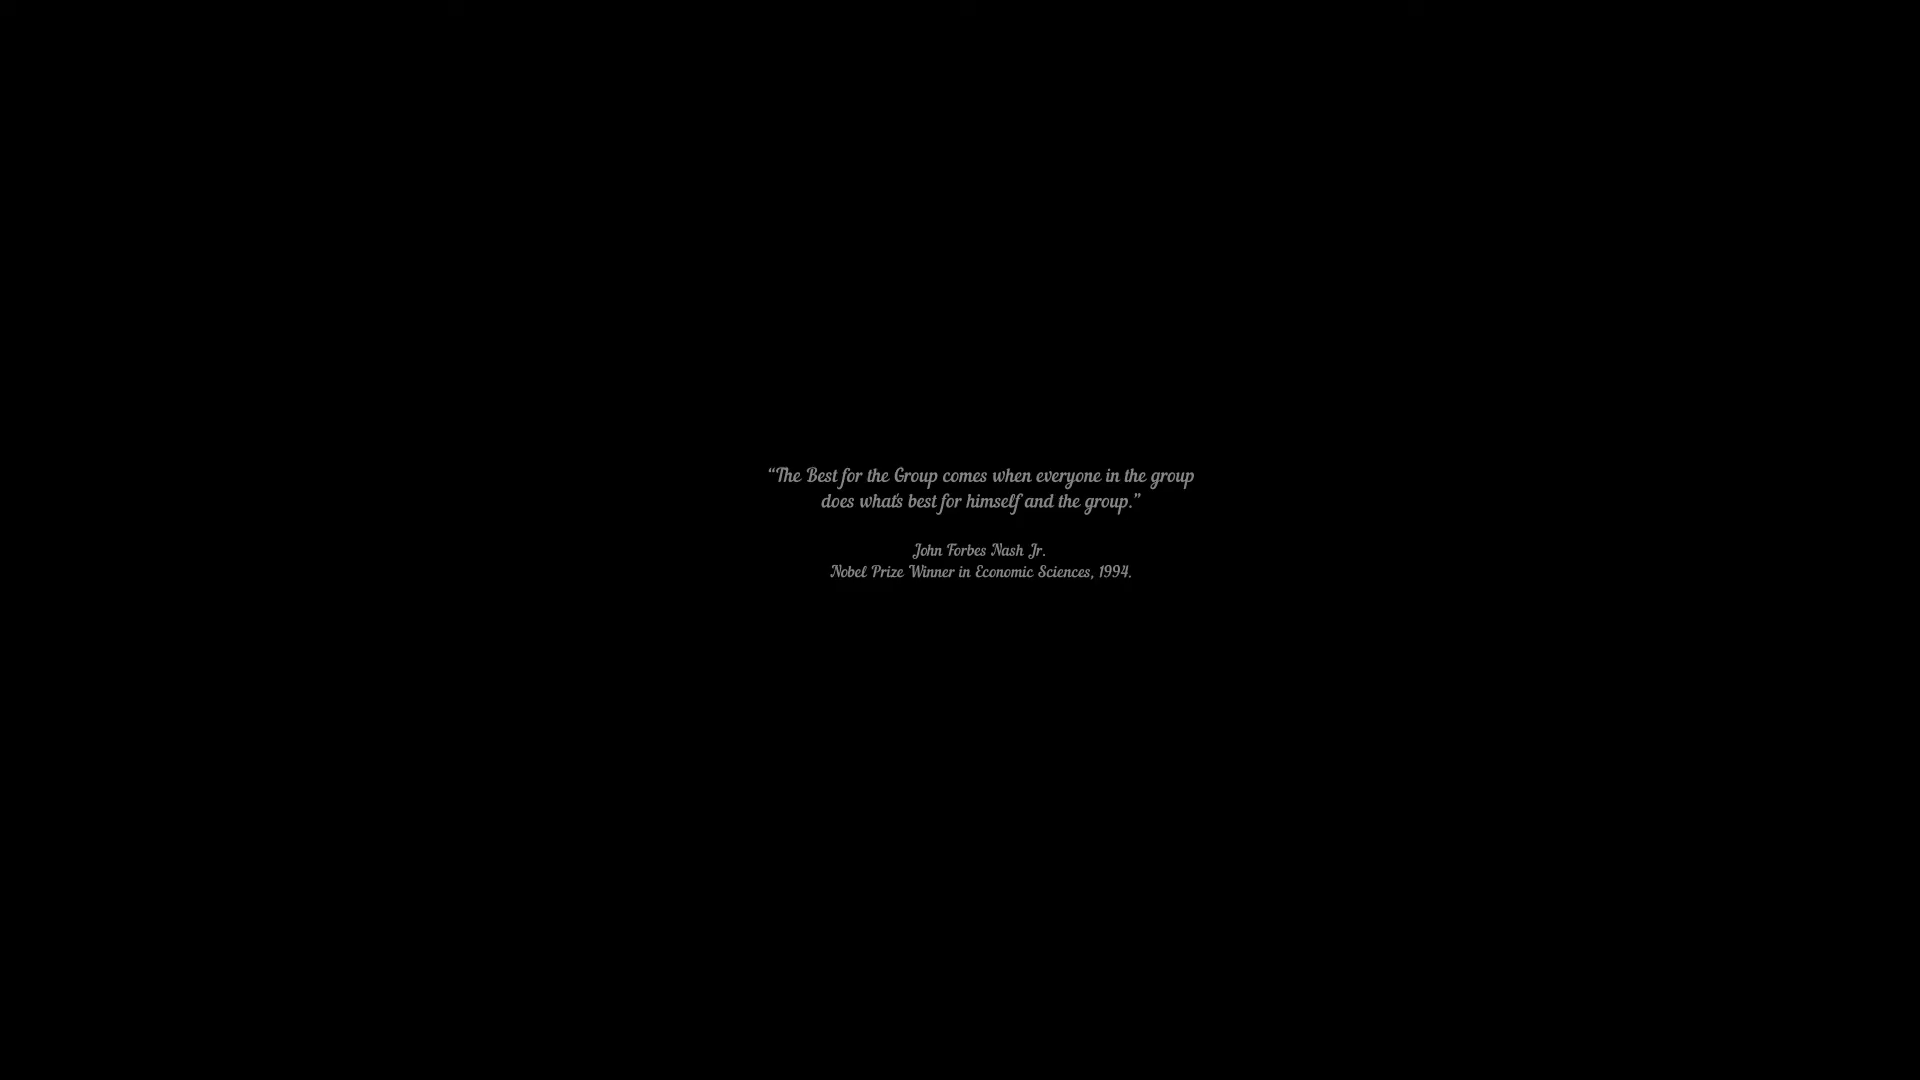 “The Best for the Group comes when everyone in the group
does what's best for himself and the group.”
John Forbes Nash Jr.
Nobel Prize Winner in Economic Sciences, 1994.